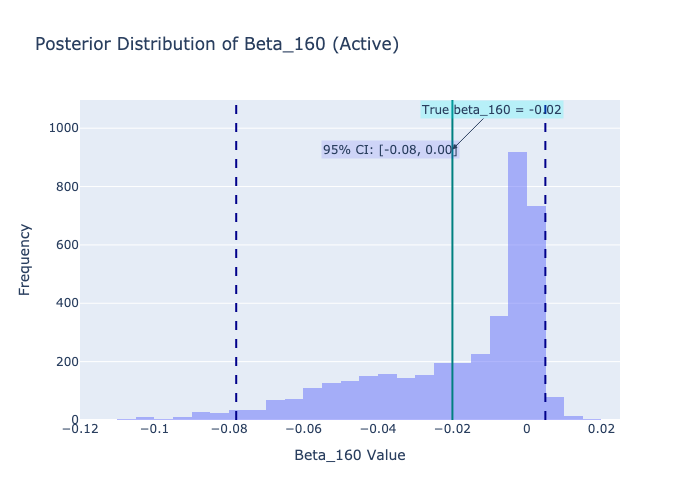 Posterior Distribution of Beta_160 (Active)
True beta_160 = -0.02
95% CI: [-0.08, 0.00]
1000
800
600
400
200
0
Frequency
−0.12
−0.1
−0.08
−0.06
−0.04
−0.02
0
0.02
Beta_160 Value